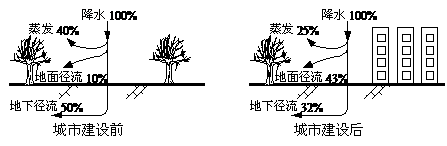 降水 100%
蒸发 40%
地面径流 10%
地下径流 50%
城市建设前
降水 100%
蒸发 25%
地面径流 43%
地下径流 32%
城市建设后